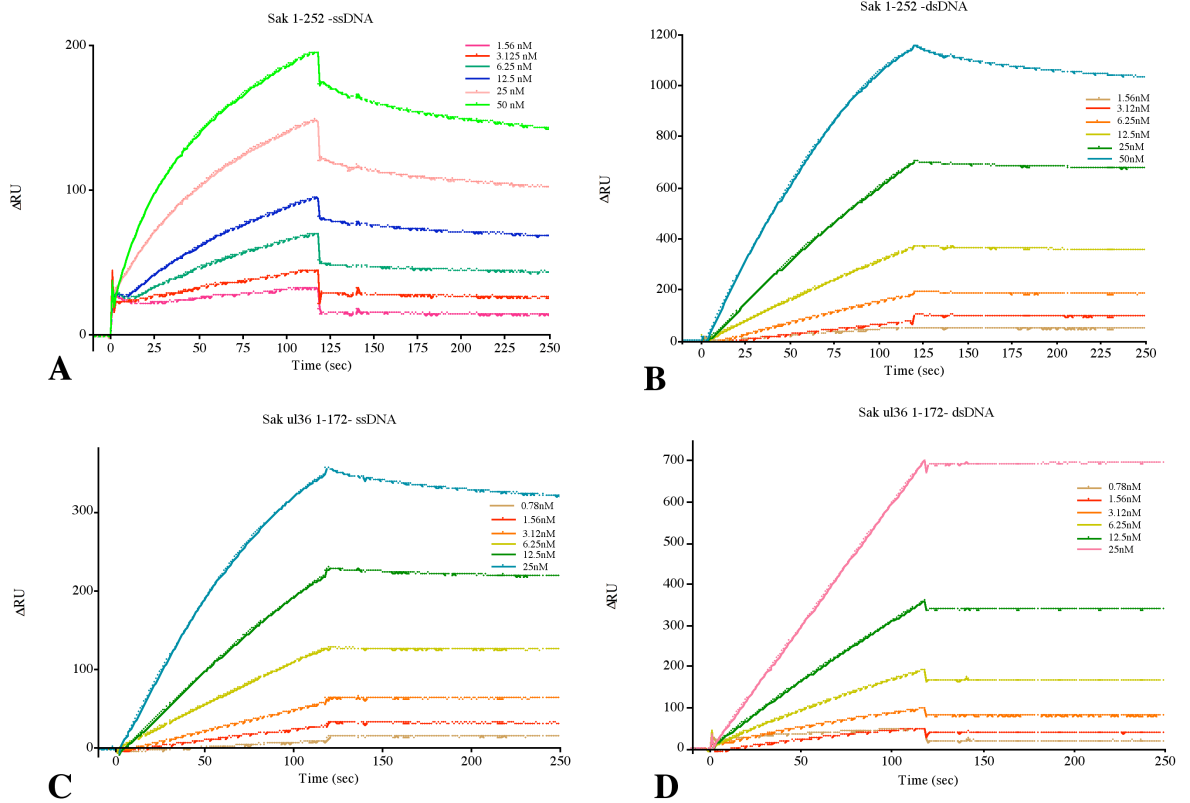 Sak 1-252 -ssDNA
200
100
0
ΔRU
1.56 nM
3.125 nM
6.25 nM
12.5 nM
25 nM
50 nM
0 25 50 75 100 125 150 175 200 225 250
Time (sec)
A
Sak 1-252 -dsDNA
1200
1000
800
600
400
200
0
ΔRU
1.56nM
3.12nM
6.25nM
12.5nM
25nM
50nM
0 25 50 75 100 125 150 175 200 225 250
Time (sec)
B
Sak ul36 1-172- ssDNA
300
200
100
0
ΔRU
0.78nM
1.56nM
3.12nM
6.25nM
12.5nM
25nM
0 50 100 150 200 250
Time (sec)
C
Sak ul36 1-172- dsDNA
700
600
500
400
300
200
100
0
ΔRU
0.78nM
1.56nM
3.12nM
6.25nM
12.5nM
25nM
0 50 100 150 200 250
Time (sec)
D